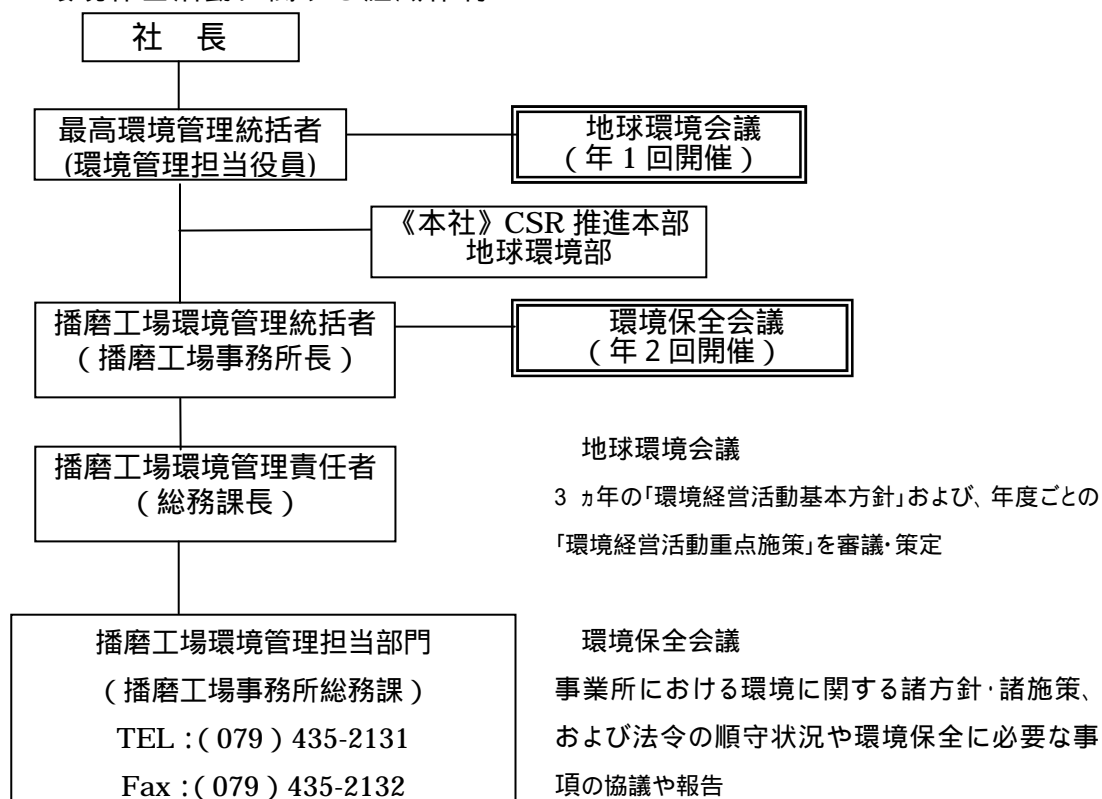 社　長
最高環境管理統括者
(環境管理担当役員)
地球環境会議
（年１回開催）
《本社》CSR 推進本部
地球環境部
播磨工場環境管理統括者
（播磨工場事務所長）
環境保全会議
（年２回開催）
播磨工場環境管理責任者
（総務課長）
地球環境会議
3 ヵ年の「環境経営活動基本方針」および、年度ごとの
「環境経営活動重点施策」を審議・策定
播磨工場環境管理担当部門
（播磨工場事務所総務課）
TEL：(079) 435-2131
Fax：(079) 435-2132
環境保全会議
事業所における環境に関する諸方針・諸施策、
および法令の順守状況や環境保全に必要な事
項の協議や報告